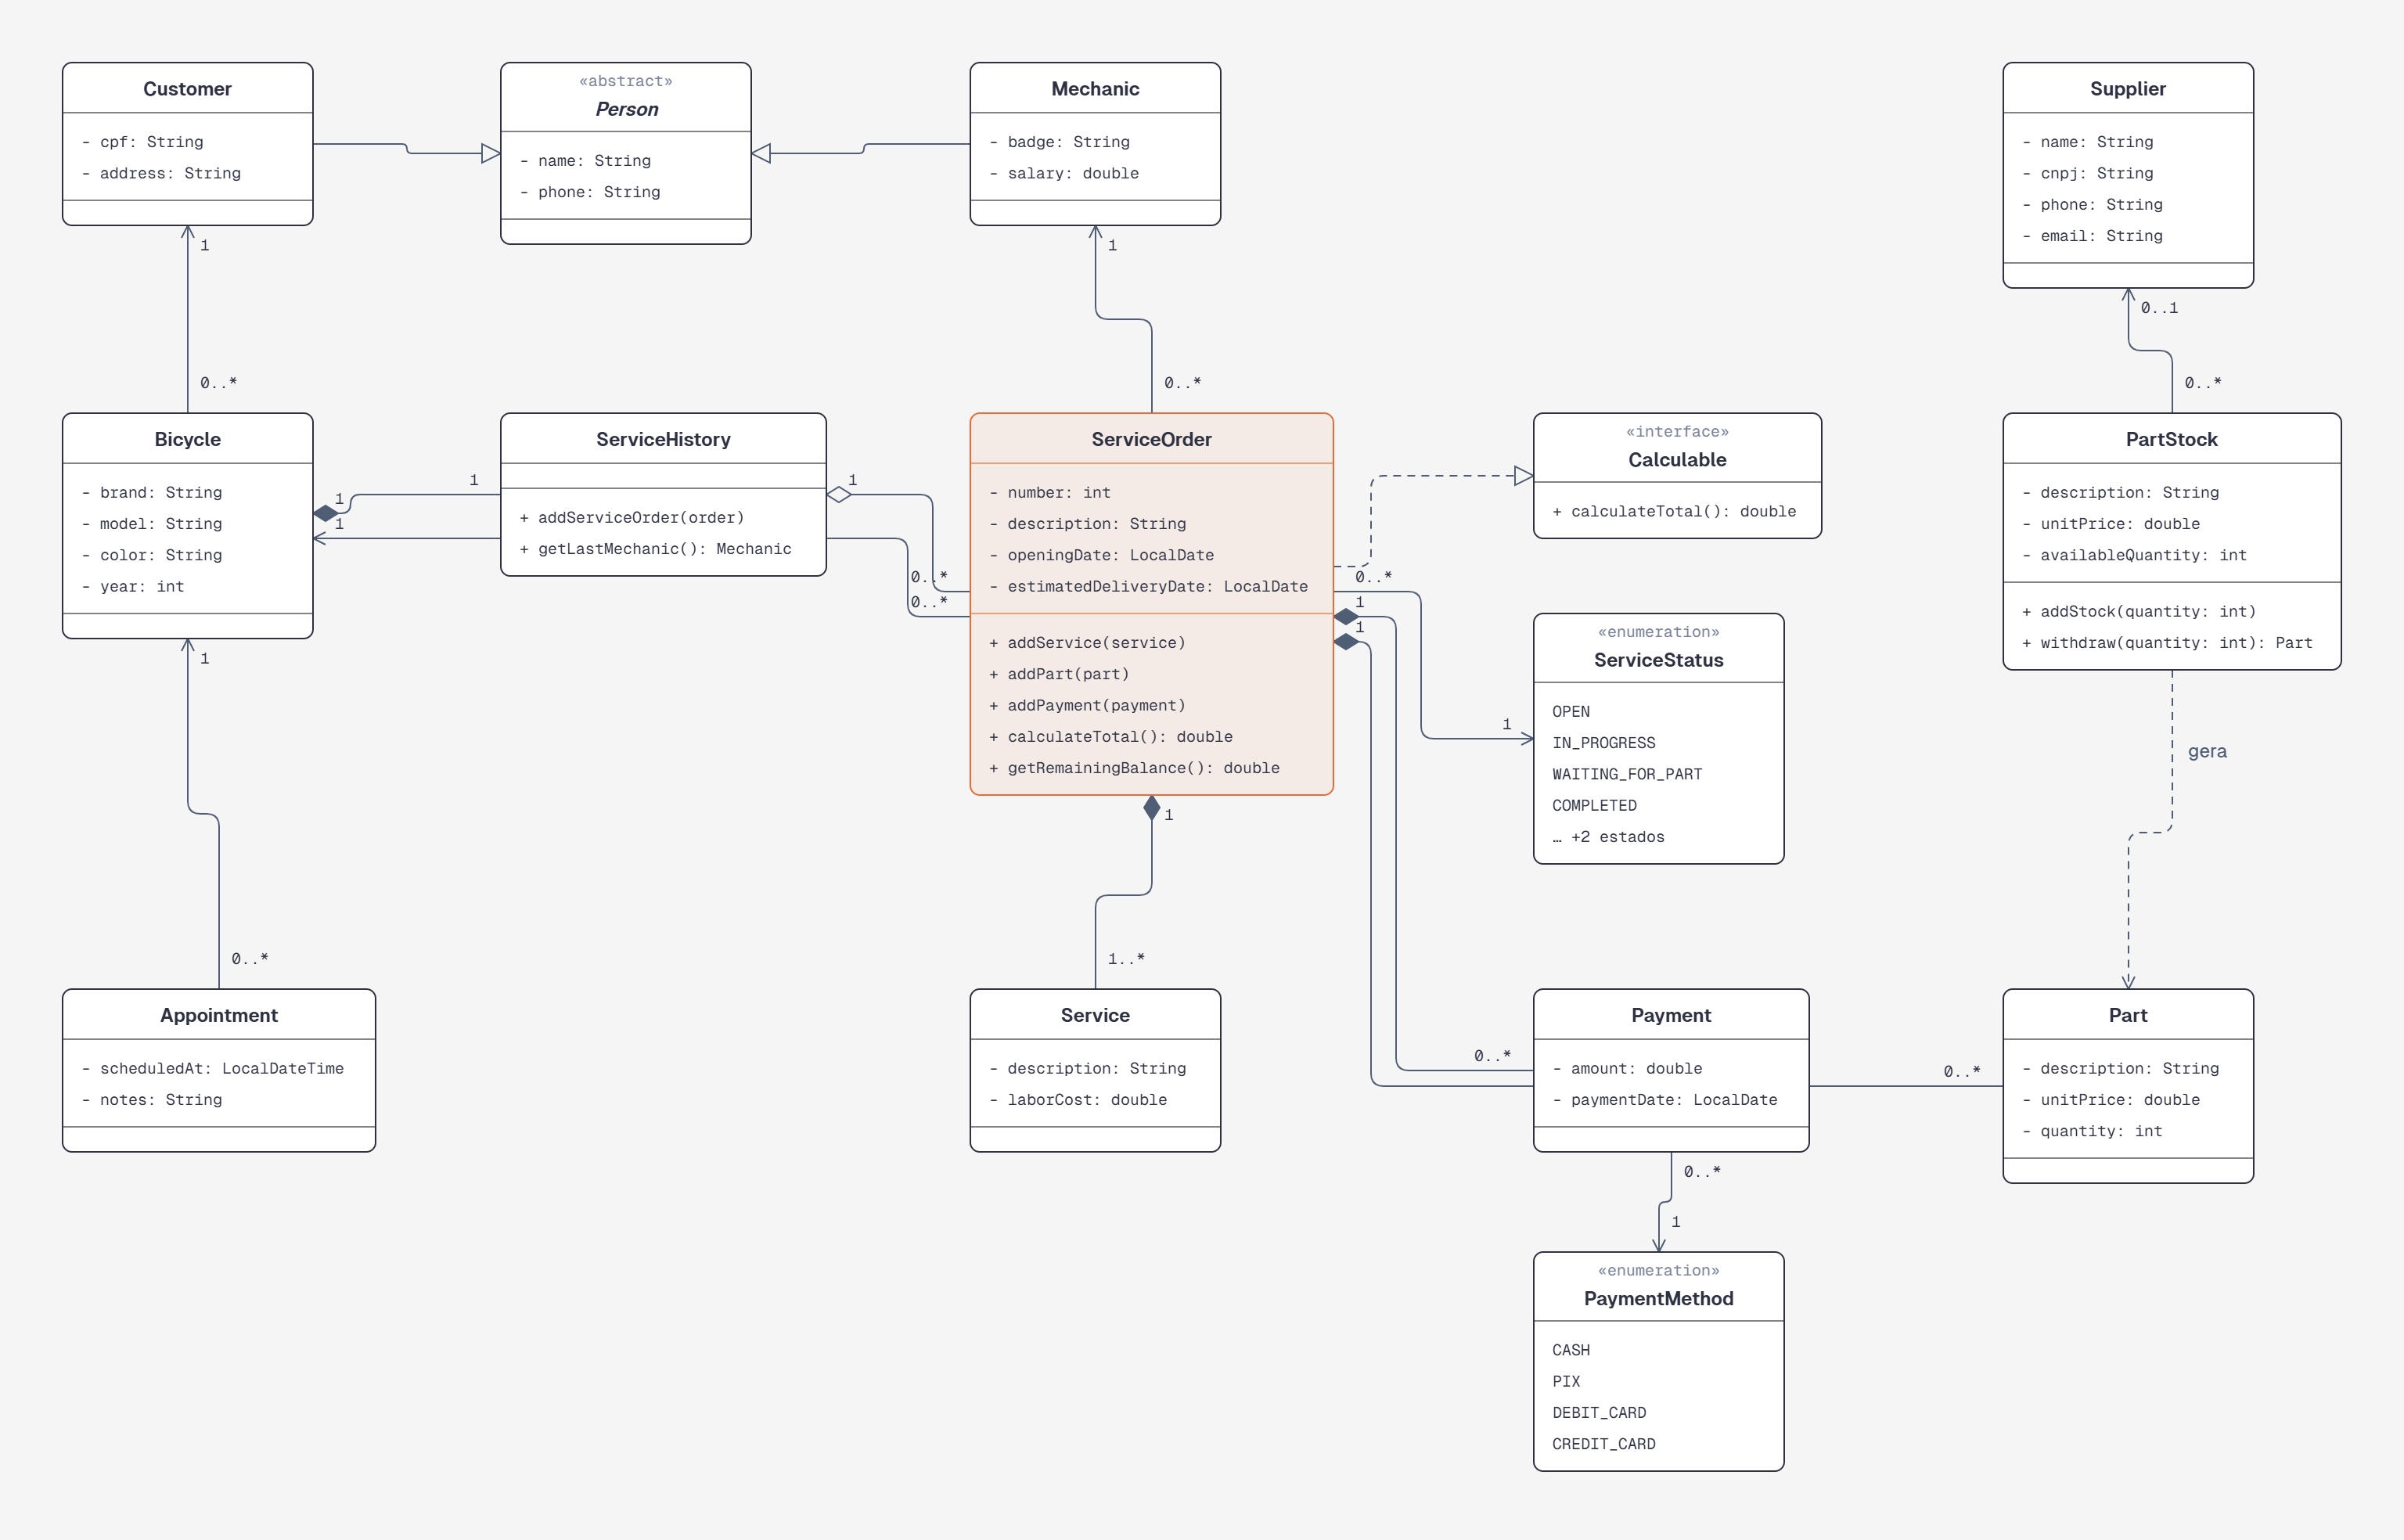 Customer
- cpf: String
- address: String
«abstract»
Person
- name: String
- phone: String
Mechanic
- badge: String
- salary: double
Supplier
- name: String
- cnpj: String
- phone: String
- email: String
1
0..*
1
0..*
0..1
0..*
Bicycle
- brand: String
- model: String
- color: String
- year: int
1
1
1
ServiceHistory
+ addServiceOrder(order)
+ getLastMechanic(): Mechanic
1
0..*
0..*
ServiceOrder
- number: int
- description: String
- openingDate: LocalDate
- estimatedDeliveryDate: LocalDate
+ addService(service)
+ addPart(part)
+ addPayment(payment)
+ calculateTotal(): double
+ getRemainingBalance(): double
«interface»
Calculable
+ calculateTotal(): double
0..*
1
1
1
«enumeration»
ServiceStatus
OPEN
IN_PROGRESS
WAITING_FOR_PART
COMPLETED
… +2 estados
PartStock
- description: String
- unitPrice: double
- availableQuantity: int
+ addStock(quantity: int)
+ withdraw(quantity: int): Part
gera
1
0..*
1
1..*
Appointment
- scheduledAt: LocalDateTime
- notes: String
Service
- description: String
- laborCost: double
0..*
Payment
- amount: double
- paymentDate: LocalDate
0..*
Part
- description: String
- unitPrice: double
- quantity: int
0..*
1
«enumeration»
PaymentMethod
CASH
PIX
DEBIT_CARD
CREDIT_CARD